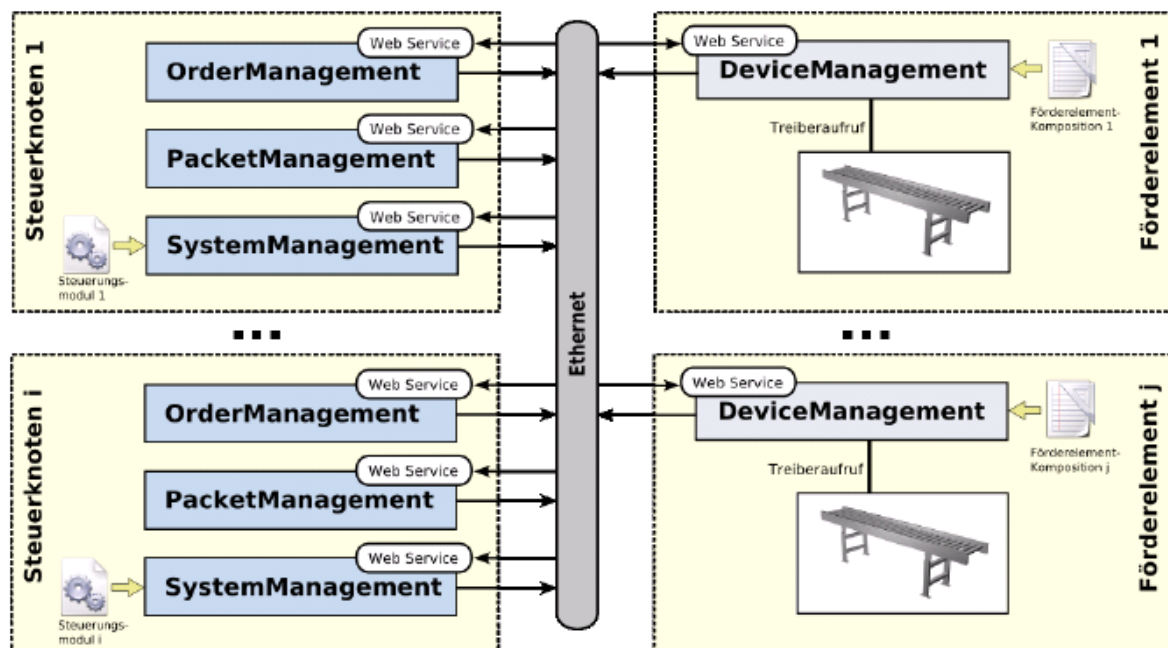 Steuerknoten 1
Web Service
OrderManagement
Web Service
PacketManagement
Web Service
SystemManagement
Steuerungs-
modul 1
Ethernet
Web Service
DeviceManagement
Förderelement-
Komposition 1
Treiberaufruf
Förderelement 1
...
...
Steuerknoten i
Web Service
OrderManagement
Web Service
PacketManagement
Web Service
SystemManagement
Steuerungs-
modul i
Web Service
DeviceManagement
Förderelement-
Komposition j
Treiberaufruf
Förderelement j